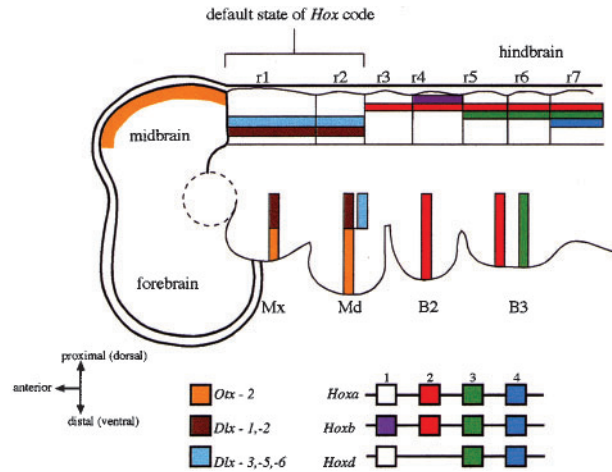 default state of Hox code
hindbrain
r1 r2 r3 r4 r5 r6 r7
midbrain
forebrain
Mx Md B2 B3
proximal (dorsal)
anterior
distal (ventral)
Otx - 2
Dlx - 1,-2
Dlx - 3,-5,-6
1 2 3 4
Hoxa
Hoxb
Hoxd